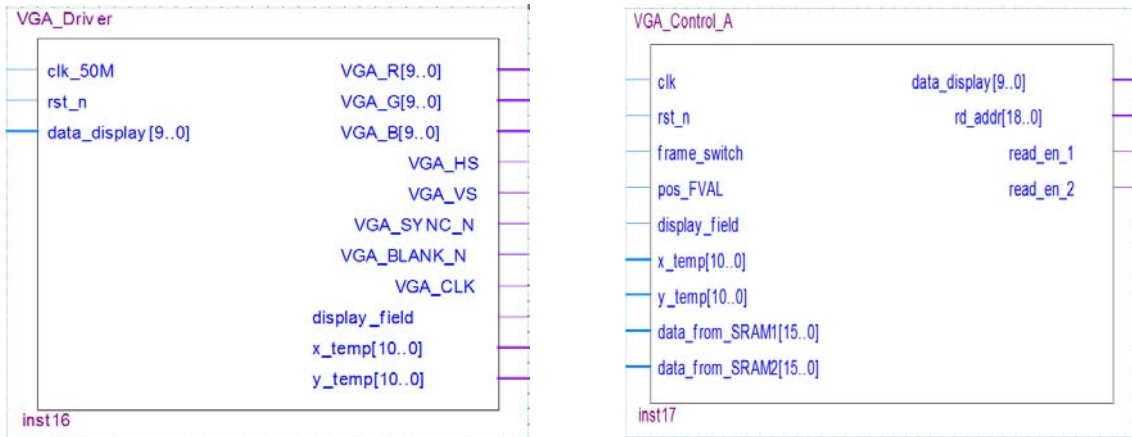 VGA_Driver
clk_50M
rst_n
data_display[9..0]
VGA_R[9..0]
VGA_G[9..0]
VGA_B[9..0]
VGA_HS
VGA_VS
VGA_SYNC_N
VGA_BLANK_N
VGA_CLK
display_field
x_temp[10..0]
y_temp[10..0]
inst16
VGA_Control_A
clk
rst_n
frame_switch
pos_FVAL
display_field
x_temp[10..0]
y_temp[10..0]
data_from_SRAM1[15..0]
data_from_SRAM2[15..0]
data_display[9..0]
rd_addr[18..0]
read_en_1
read_en_2
inst17